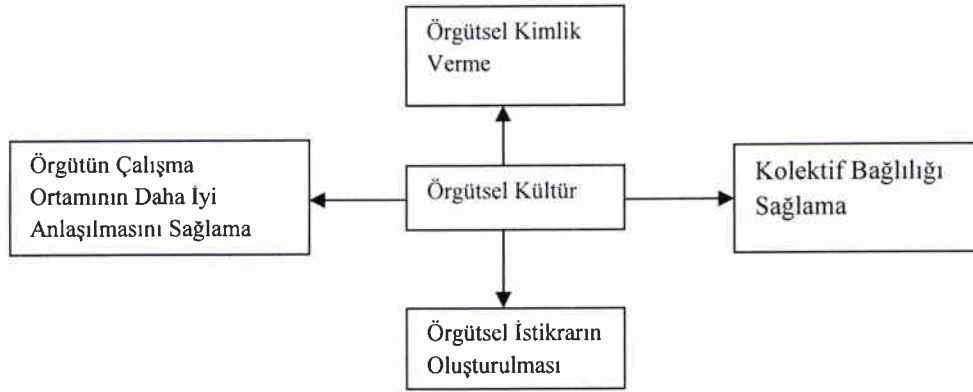 Örgütsel Kimlik
Verme
Örgütün Çalışma
Ortamının Daha İyi
Anlaşılmasını Sağlama
Örgütsel Kültür
Kolektif Bağlılığı
Sağlama
Örgütsel İstikrarın
Oluşturulması